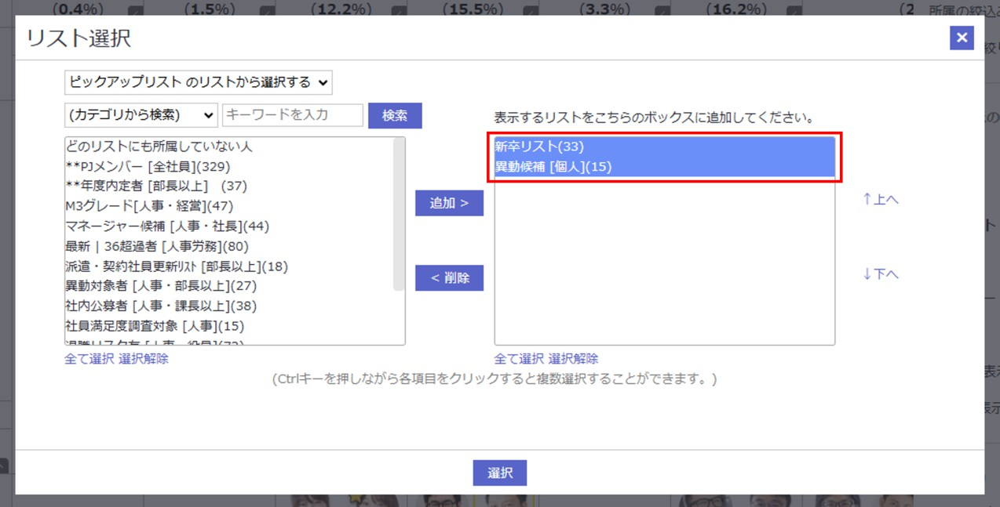 (0.4%) (1.5%) (12.2%) (15.5%) (3.3%) (16.2%) (2 所属の絞込み
リスト選択
ピックアップリスト のリストから選択する
(カテゴリから検索) キーワードを入力 検索
表示するリストをこちらのボックスに追加してください。
どのリストにも所属していない人
**PJメンバー [全社員](329)
**年度内定者 [部長以上] (37)
M3グレード[人事・経営](47)
マネージャー候補 [人事・社長](44)
最新 | 36超過者 [人事労務](80)
派遣・契約社員更新ﾘｽﾄ [部長以上](18)
異動対象者 [人事・部長以上](27)
社内公募者 [人事・課長以上](38)
社員満足度調査対象 [人事](15)
全て選択 選択解除
追加 >
< 削除
新卒リスト(33)
異動候補 [個人](15)
全て選択 選択解除
↑上へ
↓下へ
(Ctrlキーを押しながら各項目をクリックすると複数選択することができます。)
選択